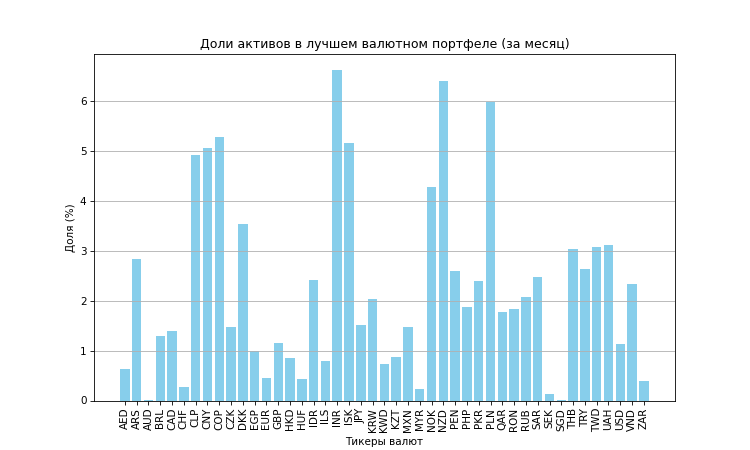 Доли активов в лучшем валютном портфеле (за месяц)
Доля (%)
6
5
4
3
2
1
0
AED
ARS
AUD
BRL
CAD
CHF
CLP
CNY
COP
CZK
DKK
EGP
EUR
GBP
HKD
HUF
IDR
ILS
INR
ISK
JPY
KRW
KWD
KZT
MXN
MYR
NOK
NZD
PEN
PHP
PKR
PLN
QAR
RON
RUB
SAR
SEK
SGD
THB
TRY
TWD
UAH
USD
VND
ZAR
Тикеры валют